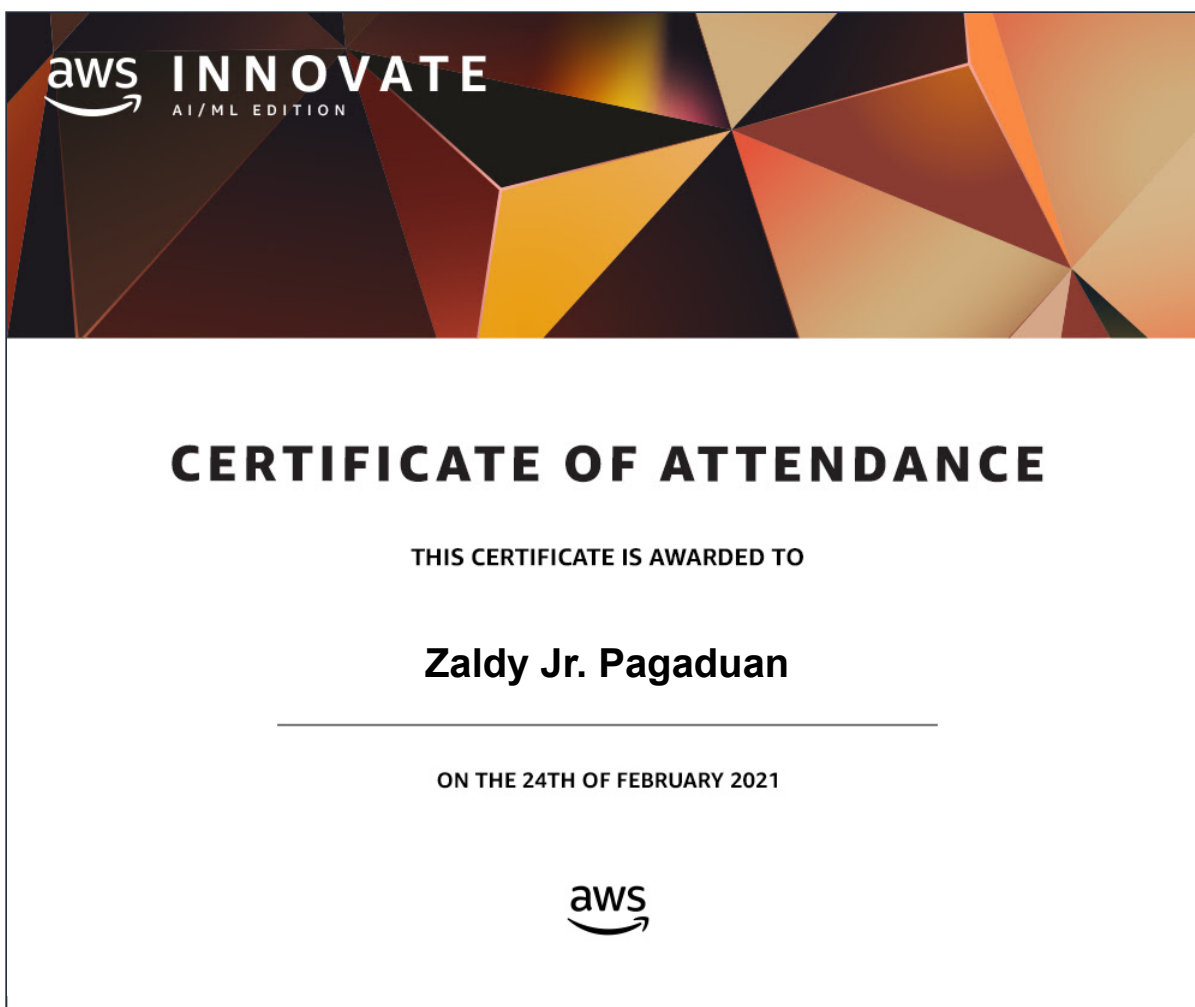 aws INNOVATE
AI/ML EDITION
CERTIFICATE OF ATTENDANCE
THIS CERTIFICATE IS AWARDED TO
Zaldy Jr. Pagaduan
ON THE 24TH OF FEBRUARY 2021
aws